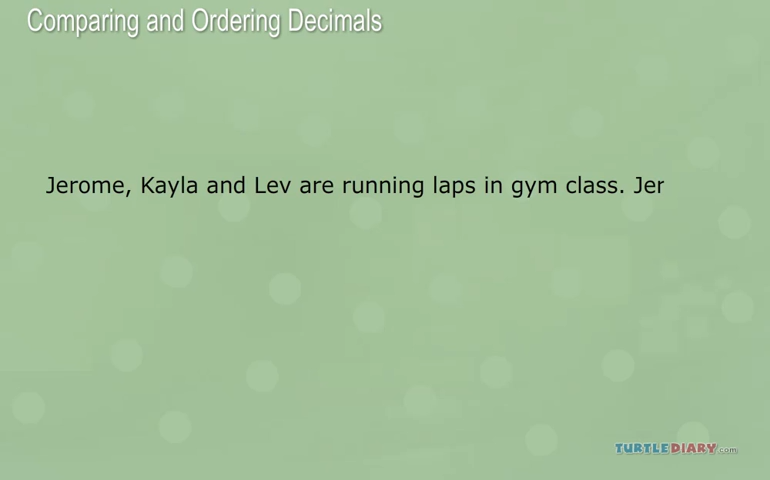 Comparing and Ordering Decimals
Jerome, Kayla and Lev are running laps in gym class. Jer
TURTLEDIARY.com